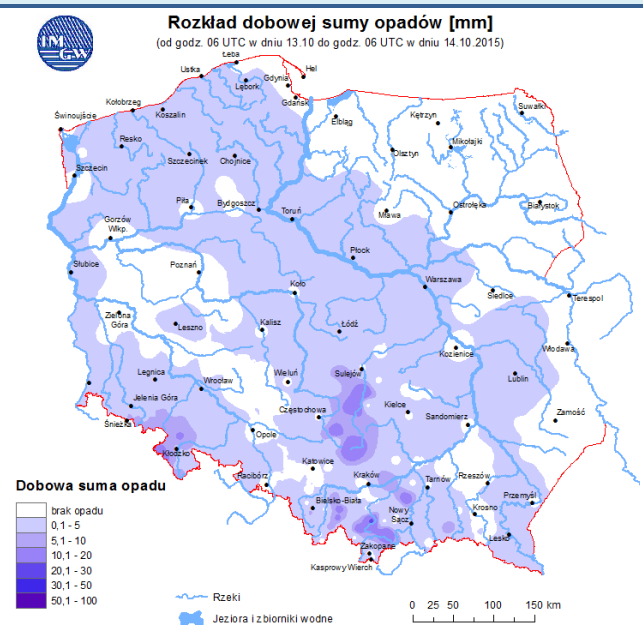 IMGW
Rozkład dobowej sumy opadów [mm]
(od godz. 06 UTC w dniu 13.10 do godz. 06 UTC w dniu 14.10.2015)
Łeba
Hel
Ustka
Gdynia
Lębork
Suwałki
Kołobrzeg
Gdańsk
Koszalin
Elbląg
Kętrzyn
Świnoujście
Resko
Mikołajki
Szczecinek
Chojnice
Olsztyn
Szczecin
Piła
Bydgoszcz
Toruń
Mława
Ostrołęka
Białystok
Gorzów
Wlkp.
Płock
Słubice
Poznań
Warszawa
Koło
Siedlce
Terespol
Zielona
Góra
Leszno
Kalisz
Łódź
Kozienice
Włodawa
Legnica
Wieluń
Sulejów
Lublin
Wrocław
Jelenia Góra
Częstochowa
Kielce
Sandomierz
Zamość
Śnieżka
Opole
Kłodzko
Katowice
Racibórz
Kraków
Tarnów
Rzeszów
Przemyśl
Bielsko-Biała
Nowy
Sącz
Krosno
Lesko
Zakopane
Kasprowy Wierch
Dobowa suma opadu
brak opadu
0,1 - 5
5,1 - 10
10,1 - 20
20,1 - 30
30,1 - 50
50,1 - 100
Rzeki
Jeziora i zbiorniki wodne
0 25 50 100 150 km